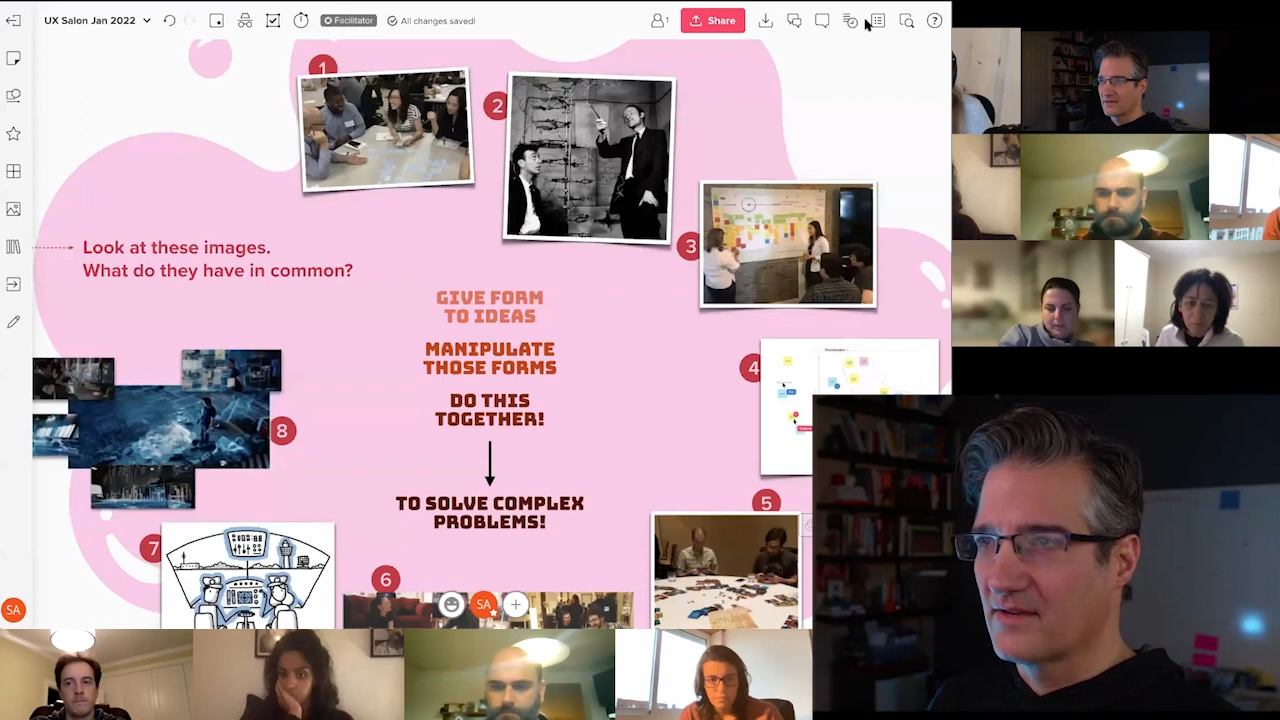 UX Salon Jan 2022
Facilitator
All changes saved!
1
Share
?
1
2
3
Look at these images.
What do they have in common?
GIVE FORM
TO IDEAS
MANIPULATE
THOSE FORMS
DO THIS
TOGETHER!
4
8
TO SOLVE COMPLEX
PROBLEMS!
5
7
6
SA
SA